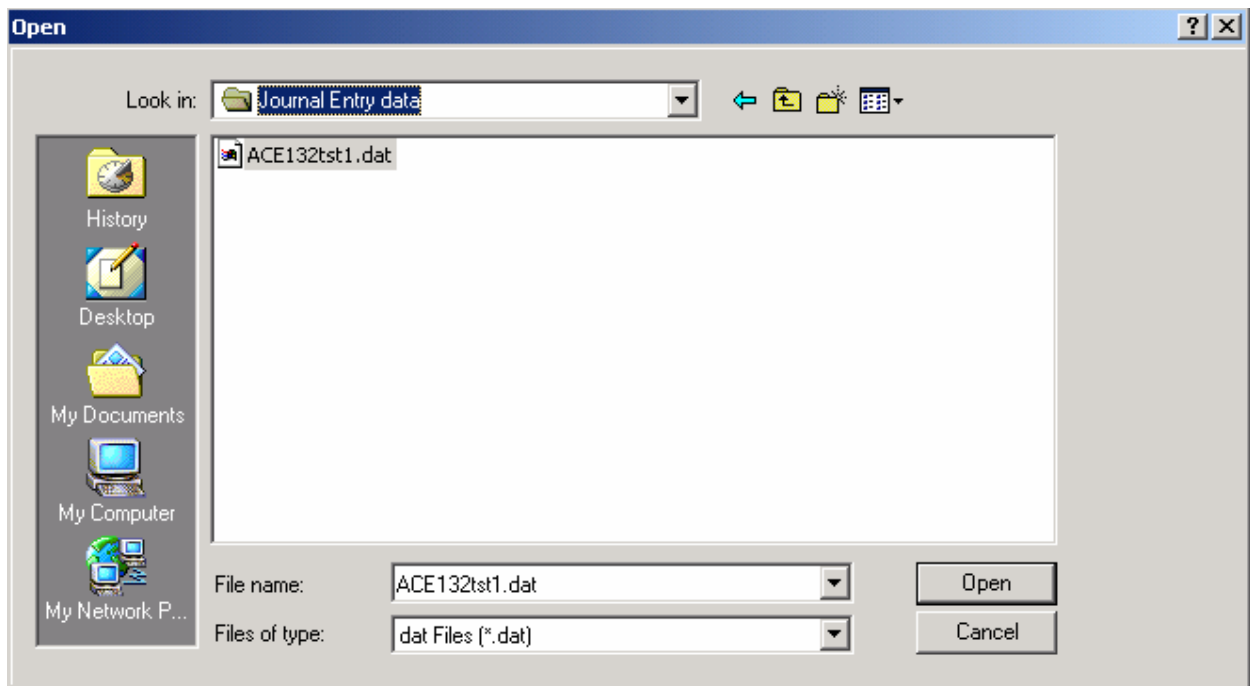 Open
Look in: Journal Entry data
ACE132tst1.dat
History
Desktop
My Documents
My Computer
My Network P...
File name: ACE132tst1.dat Open
Files of type: dat Files (*.dat) Cancel